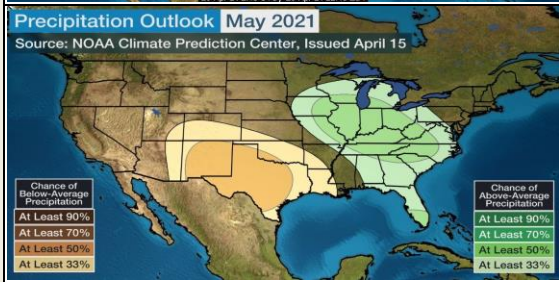 Precipitation Outlook May 2021
Source: NOAA Climate Prediction Center, Issued April 15
Chance of
Below-Average
Precipitation
At Least 90%
At Least 70%
At Least 50%
At Least 33%
Chance of
Above-Average
Precipitation
At Least 90%
At Least 70%
At Least 50%
At Least 33%